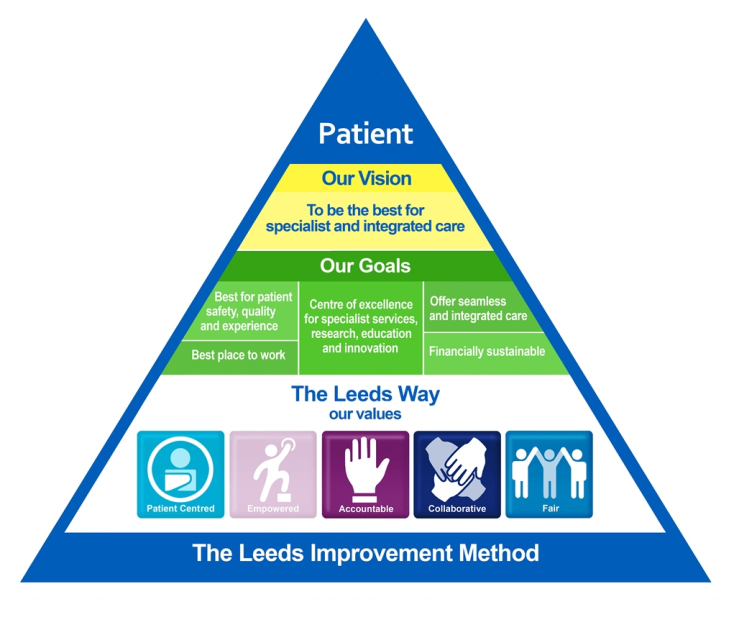 Patient
Our Vision
To be the best for
specialist and integrated care
Our Goals
Best for patient
safety, quality
and experience
Best place to work
Centre of excellence
for specialist services,
research, education
and innovation
Offer seamless
and integrated care
Financially sustainable
The Leeds Way
our values
Patient Centred
Empowered
Accountable
Collaborative
Fair
The Leeds Improvement Method